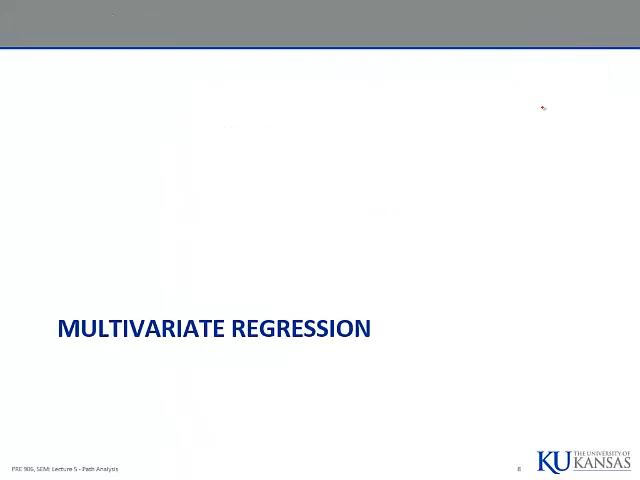 MULTIVARIATE REGRESSION
PRE 906, SEM: Lecture 5 - Path Analysis
8
KU THE UNIVERSITY OF
KANSAS